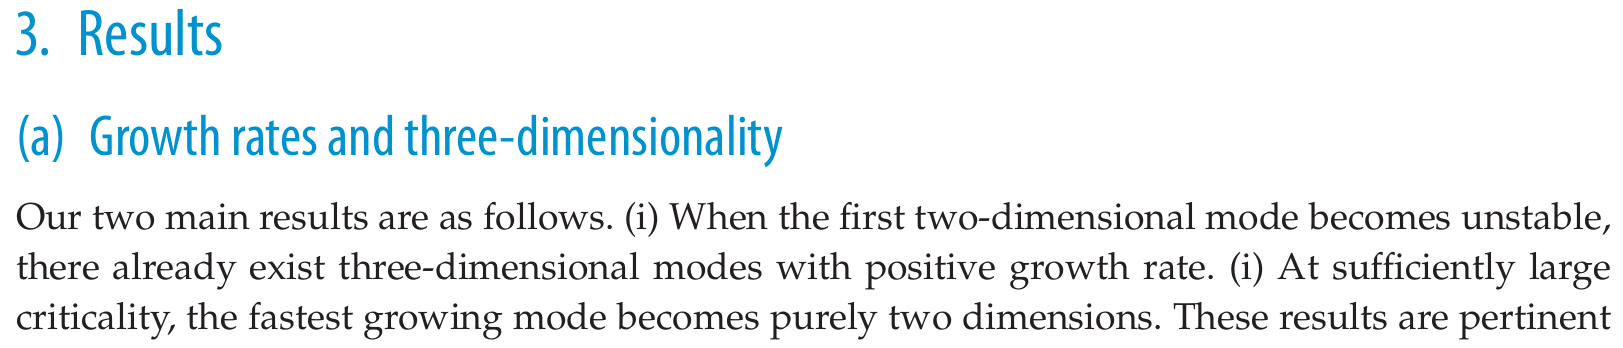 3. Results
(a) Growth rates and three-dimensionality
Our two main results are as follows. (i) When the first two-dimensional mode becomes unstable,
there already exist three-dimensional modes with positive growth rate. (i) At sufficiently large
criticality, the fastest growing mode becomes purely two dimensions. These results are pertinent